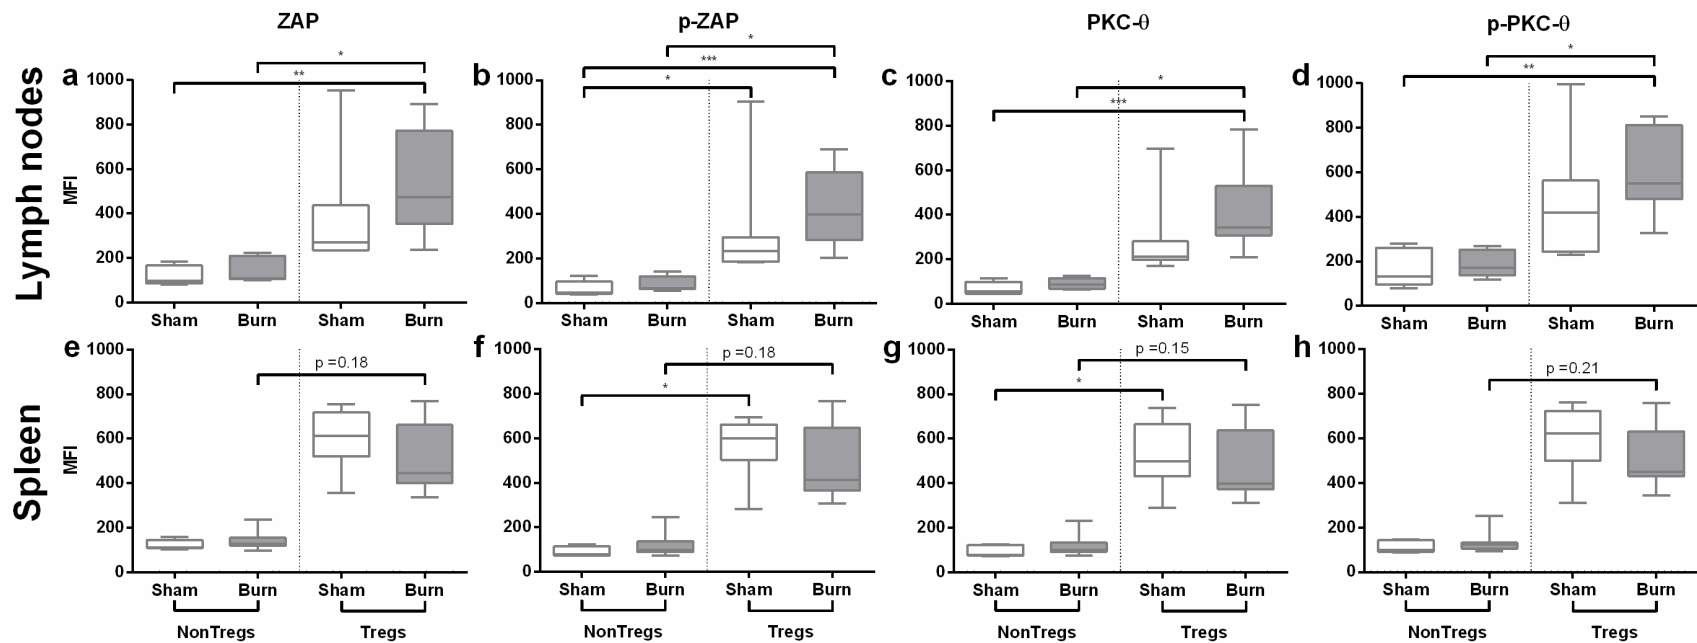 ZAP
p-ZAP
PKC-θ
p-PKC-θ
Lymph nodes
a
*
**
1000
800
600
400
200
0
MFI
Sham Burn Sham Burn
b
*
***
*
1000
800
600
400
200
0
Sham Burn Sham Burn
c
*
***
1000
800
600
400
200
0
Sham Burn Sham Burn
d
*
**
1000
800
600
400
200
0
Sham Burn Sham Burn
Spleen
e
p =0.18
1000
800
600
400
200
0
MFI
Sham Burn Sham Burn
NonTregs Tregs
f
p =0.18
*
1000
800
600
400
200
0
Sham Burn Sham Burn
NonTregs Tregs
g
p =0.15
*
1000
800
600
400
200
0
Sham Burn Sham Burn
NonTregs Tregs
h
p =0.21
1000
800
600
400
200
0
Sham Burn Sham Burn
NonTregs Tregs